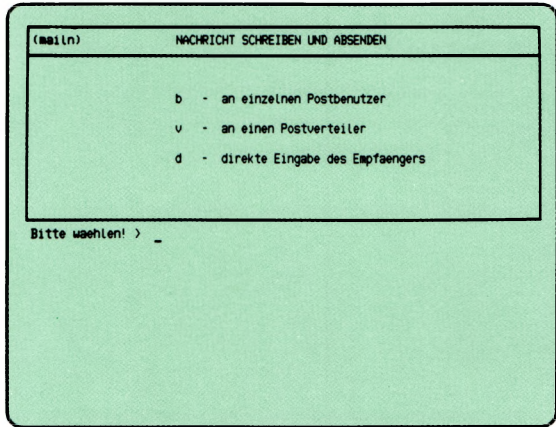 (mailn) NACHRICHT SCHREIBEN UND ABSENDEN
b - an einzelnen Postbenutzer
v - an einen Postverteiler
d - direkte Eingabe des Empfaengers
Bitte waehlen! > _